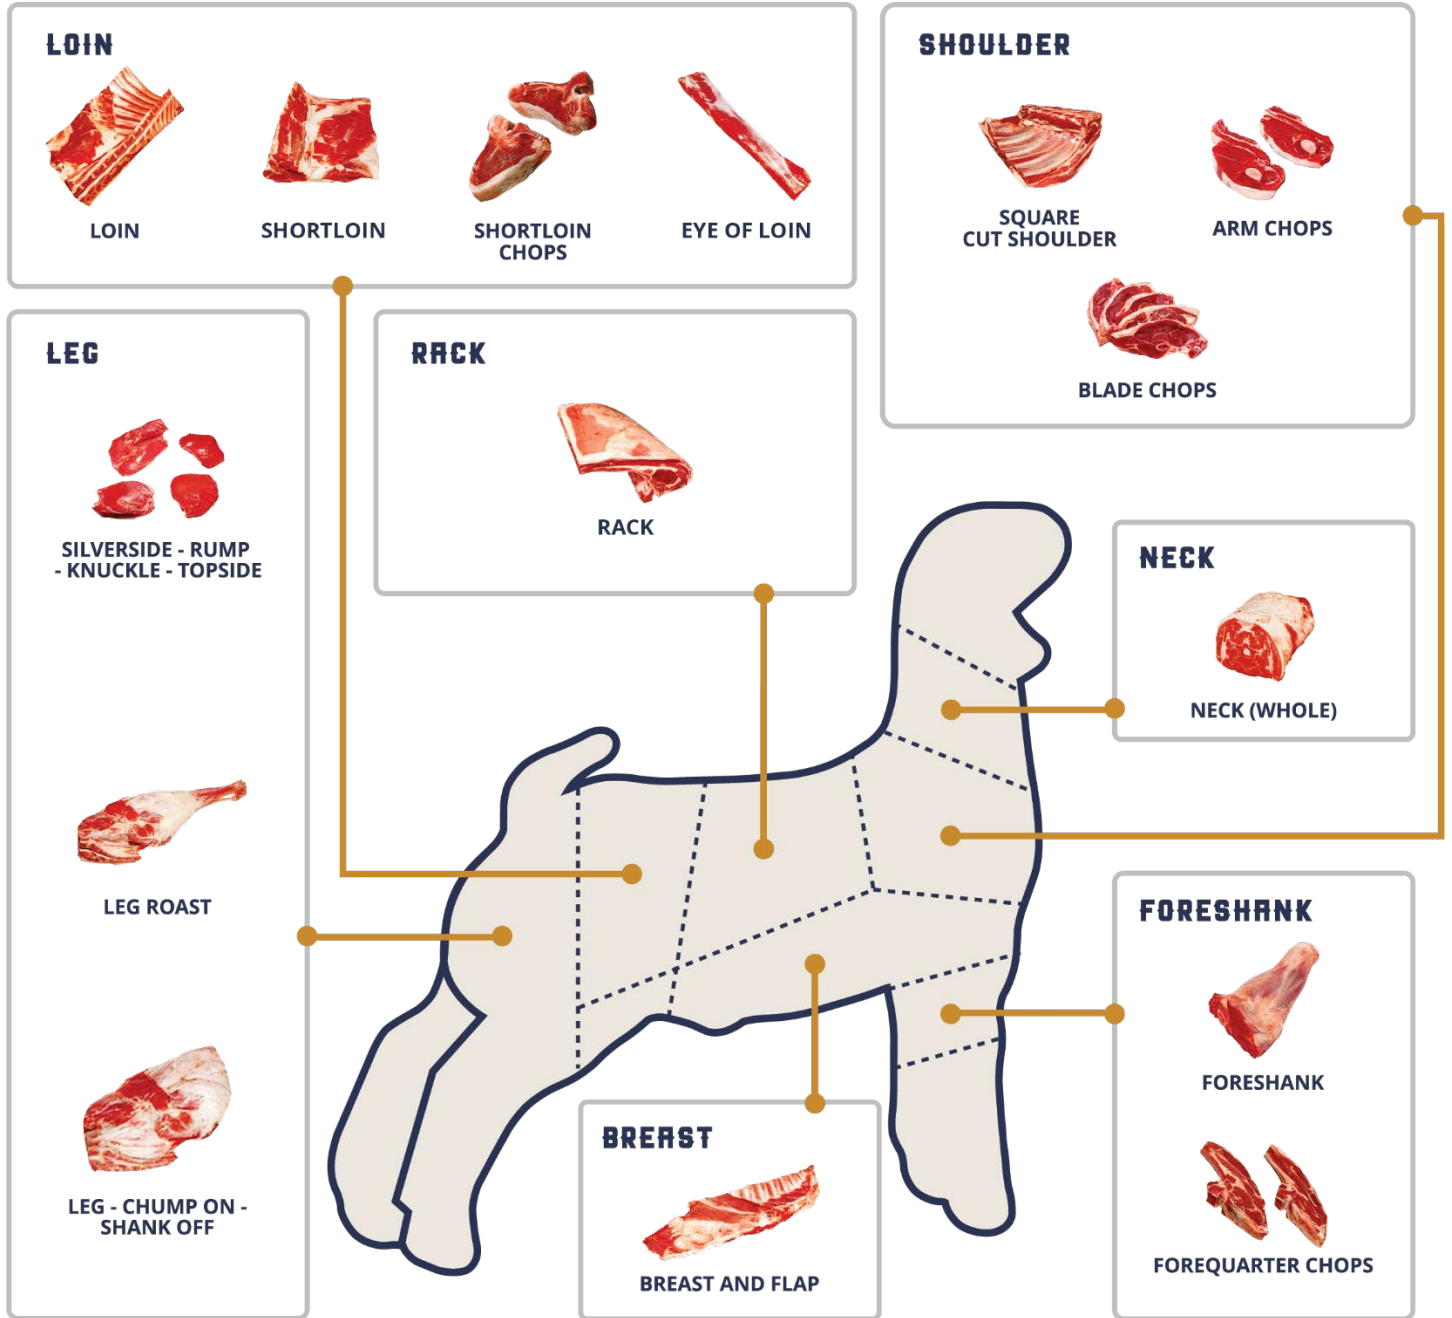 LOIN
LOIN
SHORTLOIN
SHORTLOIN
CHOPS
EYE OF LOIN
SHOULDER
SQUARE
CUT SHOULDER
ARM CHOPS
BLADE CHOPS
LEG
SILVERSIDE - RUMP
- KNUCKLE - TOPSIDE
LEG ROAST
LEG - CHUMP ON -
SHANK OFF
RACK
RACK
NECK
NECK (WHOLE)
FORESHANK
FORESHANK
FOREQUARTER CHOPS
BREAST
BREAST AND FLAP